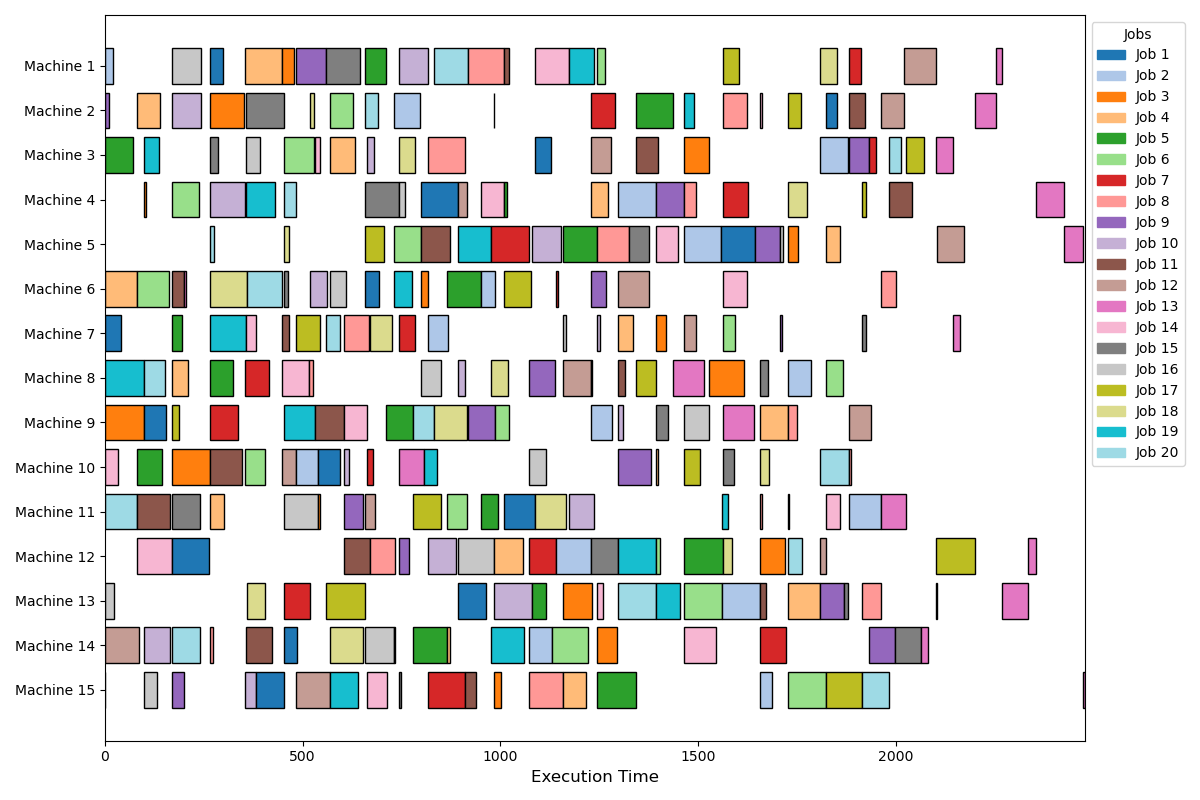 Machine 1
Machine 2
Machine 3
Machine 4
Machine 5
Machine 6
Machine 7
Machine 8
Machine 9
Machine 10
Machine 11
Machine 12
Machine 13
Machine 14
Machine 15
0 500 1000 1500 2000
Execution Time
Jobs
Job 1
Job 2
Job 3
Job 4
Job 5
Job 6
Job 7
Job 8
Job 9
Job 10
Job 11
Job 12
Job 13
Job 14
Job 15
Job 16
Job 17
Job 18
Job 19
Job 20